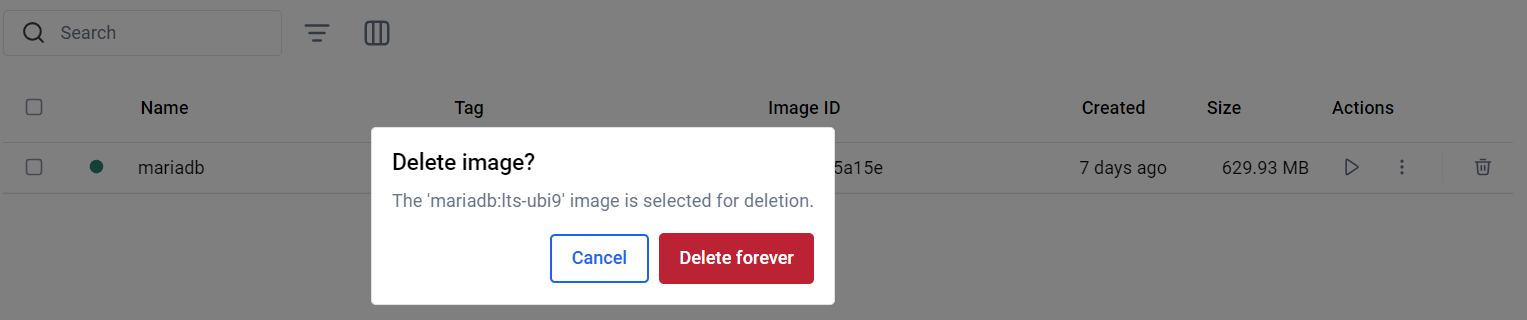 Search
Name Tag Image ID Created Size Actions
mariadb 5a15e 7 days ago 629.93 MB
Delete image?
The 'mariadb:lts-ubi9' image is selected for deletion.
Cancel Delete forever